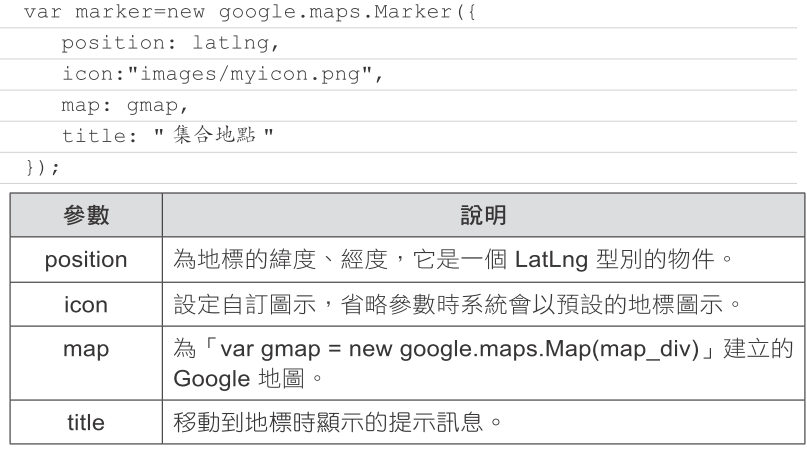 var marker=new google.maps.Marker({
position: latlng,
icon:"images/myicon.png",
map: gmap,
title: " 集合地點 "
});
參數 說明
position 為地標的緯度、經度，它是一個 LatLng 型別的物件。
icon 設定自訂圖示，省略參數時系統會以預設的地標圖示。
map 為「var gmap = new google.maps.Map(map_div)」建立的
Google 地圖。
title 移動到地標時顯示的提示訊息。